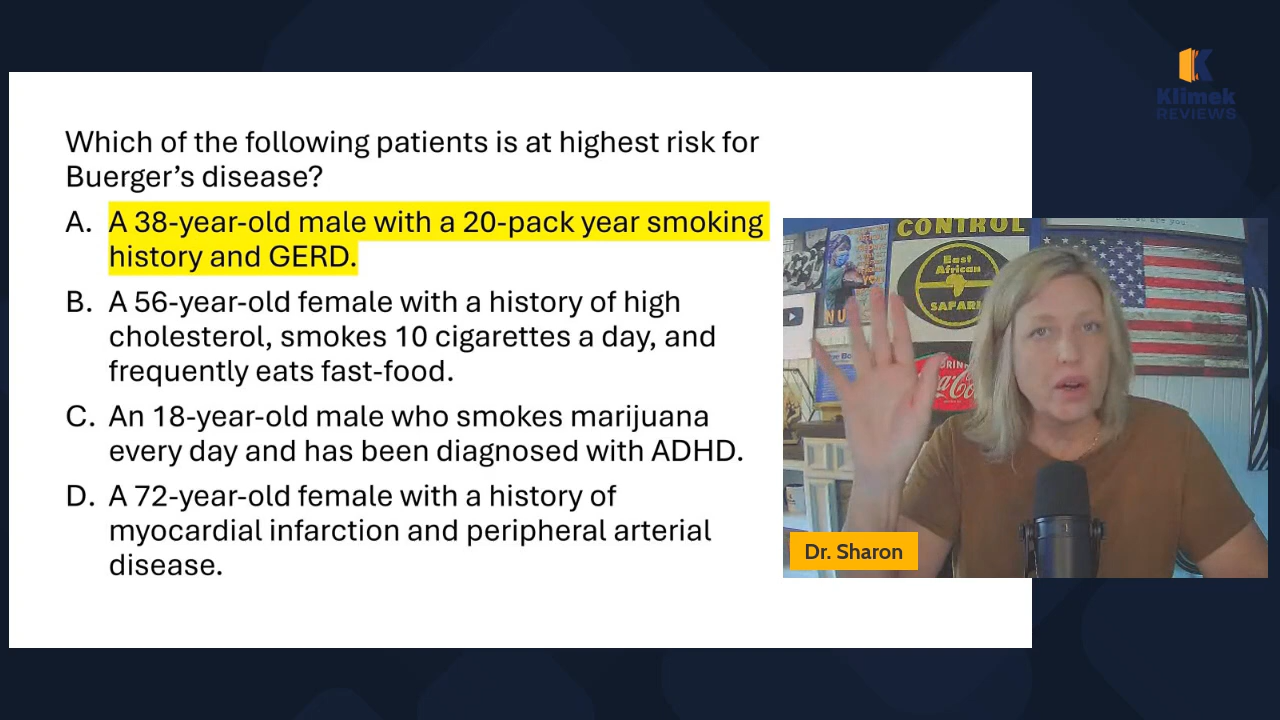 Klimek
REVIEWS
Which of the following patients is at highest risk for
Buerger’s disease?
A. A 38-year-old male with a 20-pack year smoking
history and GERD.
B. A 56-year-old female with a history of high
cholesterol, smokes 10 cigarettes a day, and
frequently eats fast-food.
C. An 18-year-old male who smokes marijuana
every day and has been diagnosed with ADHD.
D. A 72-year-old female with a history of
myocardial infarction and peripheral arterial
disease.
CONTROL
East
African
SAFARI
DRINK
Coca
Dr. Sharon